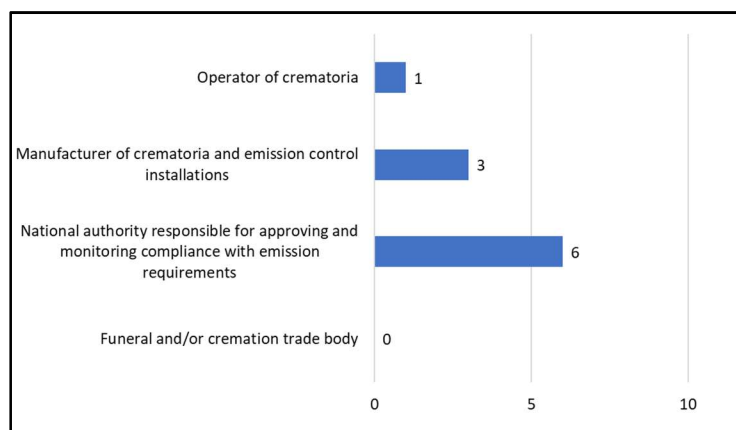 Operator of crematoria
1
Manufacturer of crematoria and emission control
installations
3
National authority responsible for approving and
monitoring compliance with emission
requirements
6
Funeral and/or cremation trade body
0
0
5
10